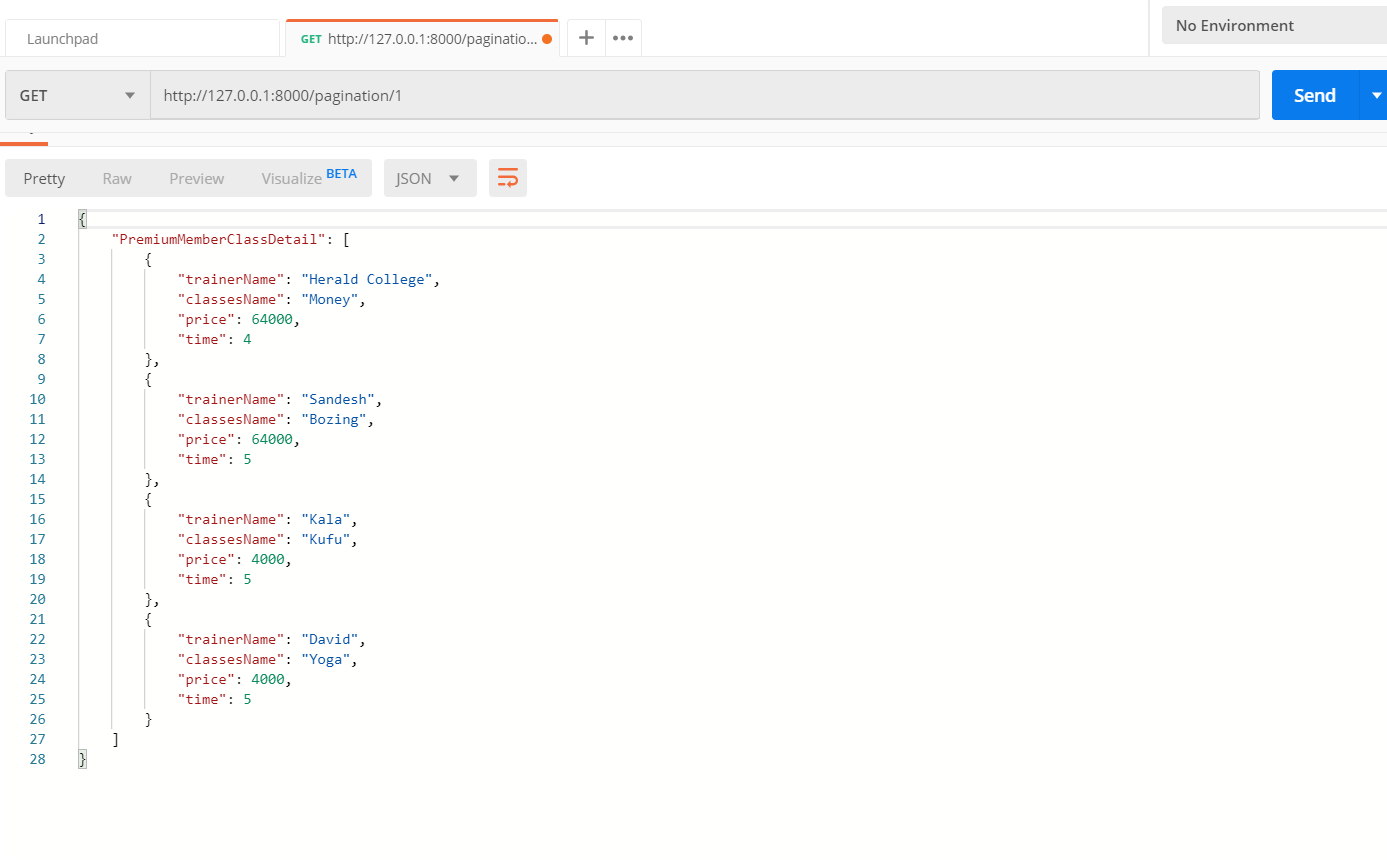 Launchpad
GET http://127.0.0.1:8000/paginatio...
+ •••
No Environment
GET
http://127.0.0.1:8000/pagination/1
Send
Pretty Raw Preview Visualize BETA JSON
1 {
2 "PremiumMemberClassDetail": [
3 {
4 "trainerName": "Herald College",
5 "classesName": "Money",
6 "price": 64000,
7 "time": 4
8 },
9 {
10 "trainerName": "Sandesh",
11 "classesName": "Bozing",
12 "price": 64000,
13 "time": 5
14 },
15 {
16 "trainerName": "Kala",
17 "classesName": "Kufu",
18 "price": 4000,
19 "time": 5
20 },
21 {
22 "trainerName": "David",
23 "classesName": "Yoga",
24 "price": 4000,
25 "time": 5
26 }
27 ]
28 }